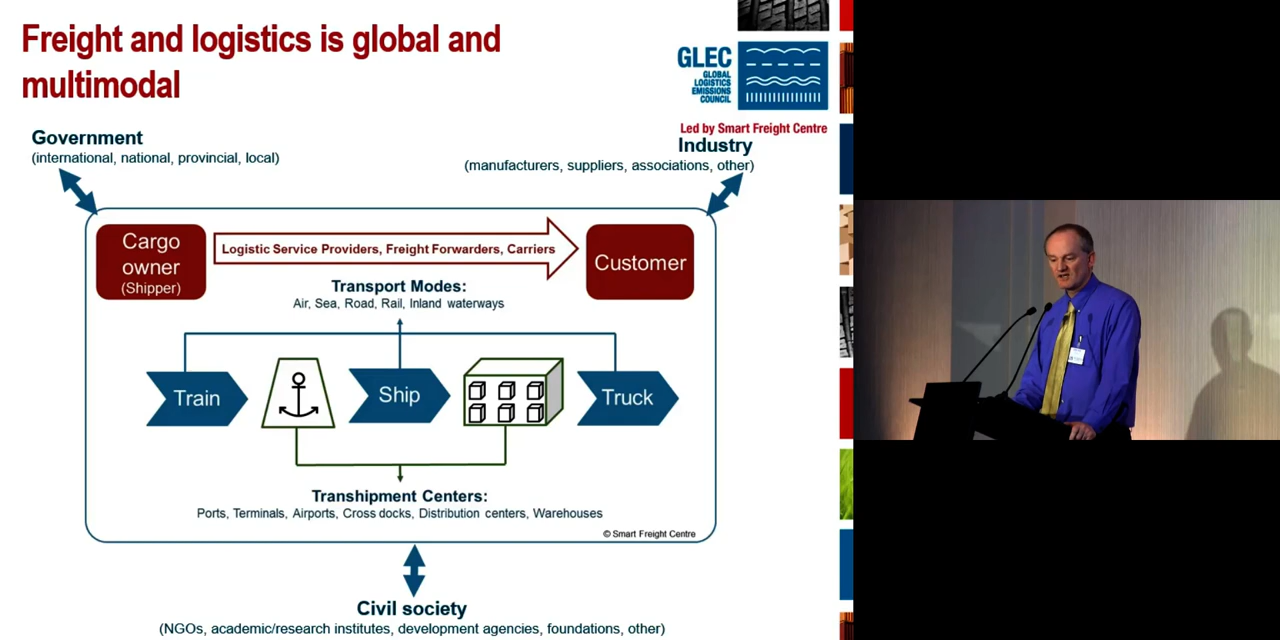 Freight and logistics is global and
multimodal
GLEC
GLOBAL
LOGISTICS
EMISSIONS
COUNCIL
Led by Smart Freight Centre
Government
(international, national, provincial, local)
Industry
(manufacturers, suppliers, associations, other)
Cargo
owner
(Shipper)
Logistic Service Providers, Freight Forwarders, Carriers
Customer
Transport Modes:
Air, Sea, Road, Rail, Inland waterways
Train
Ship
Truck
Transhipment Centers:
Ports, Terminals, Airports, Cross docks, Distribution centers, Warehouses
© Smart Freight Centre
Civil society
(NGOs, academic/research institutes, development agencies, foundations, other)